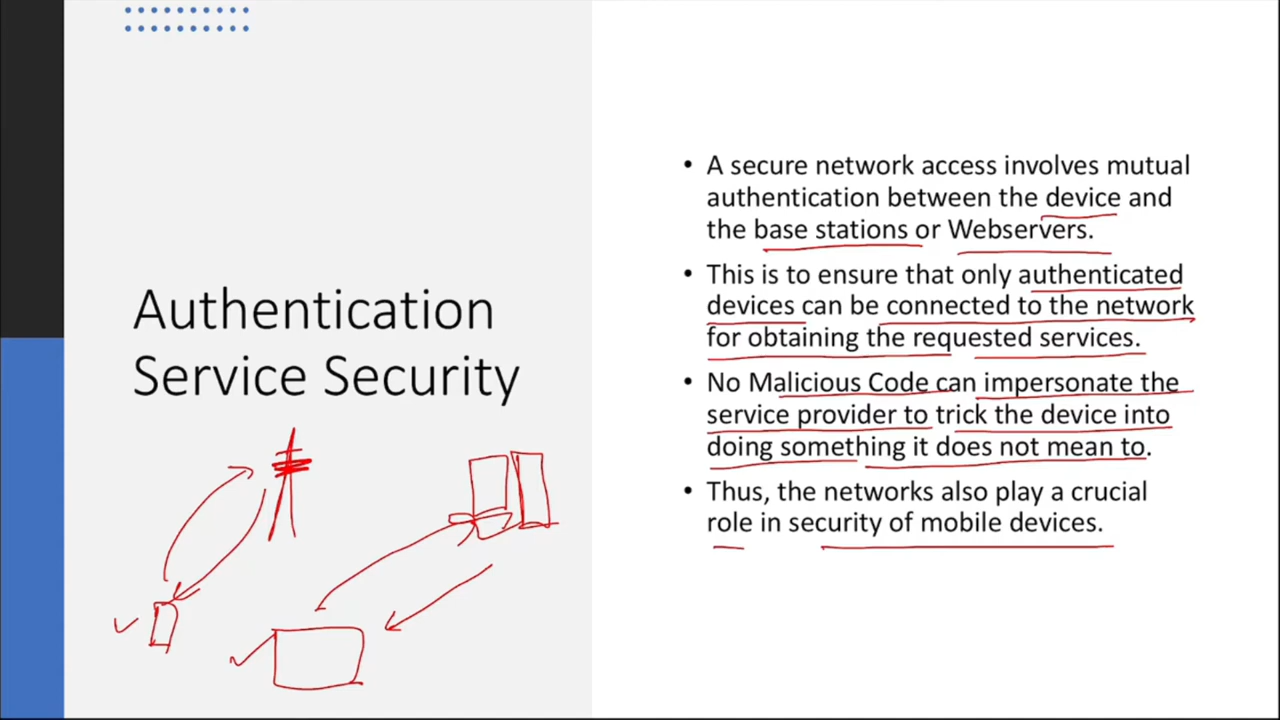 Authentication
Service Security
• A secure network access involves mutual
authentication between the device and
the base stations or Webservers.
• This is to ensure that only authenticated
devices can be connected to the network
for obtaining the requested services.
• No Malicious Code can impersonate the
service provider to trick the device into
doing something it does not mean to.
• Thus, the networks also play a crucial
role in security of mobile devices.